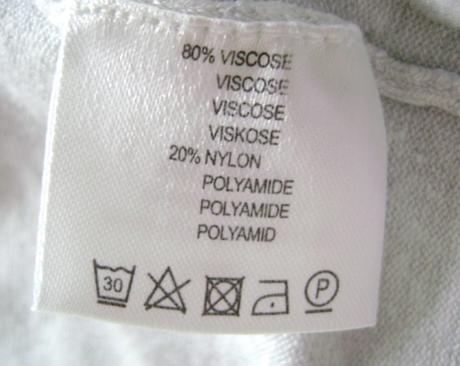 80% VISCOSE
VISCOSE
VISCOSE
VISKOSE
20% NYLON
POLYAMIDE
POLYAMIDE
POLYAMID
30 P